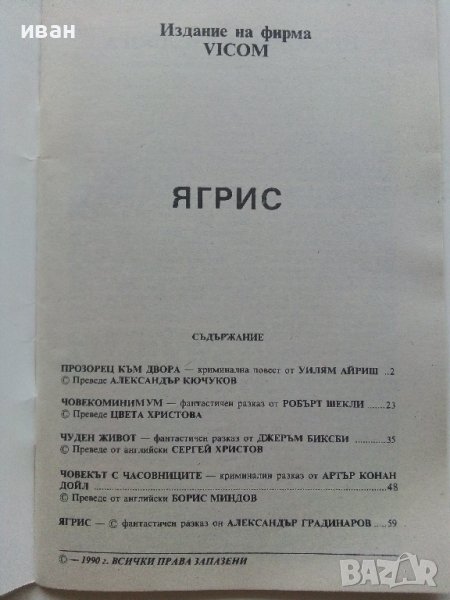 иван
Издание на фирма
VICOM
ЯГРИС
СЪДЪРЖАНИЕ
ПРОЗОРЕЦ КЪМ ДВОРА — криминална повест от УИЛЯМ АЙРИШ ..2
© Преведе АЛЕКСАНДЪР КЮЧУКОВ
ЧОВЕКОМИНИМУМ — фантастичен разказ от РОБЪРТ ШЕКЛИ ......23
© Преведе ЦВЕТА ХРИСТОВА
ЧУДЕН ЖИВОТ — фантастичен разказ от ДЖЕРЪМ БИКСБИ ......35
© Преведе от английски СЕРГЕЙ ХРИСТОВ
ЧОВЕКЪТ С ЧАСОВНИЦИТЕ — криминален разказ от АРТЪР КОНАН
ДОЙЛ ......48
© Преведе от английски БОРИС МИНДОВ
ЯГРИС — © фантастичен разказ он АЛЕКСАНДЪР ГРАДИНАРОВ ......59
© — 1990 г. ВСИЧКИ ПРАВА ЗАПАЗЕНИ
BAZAR